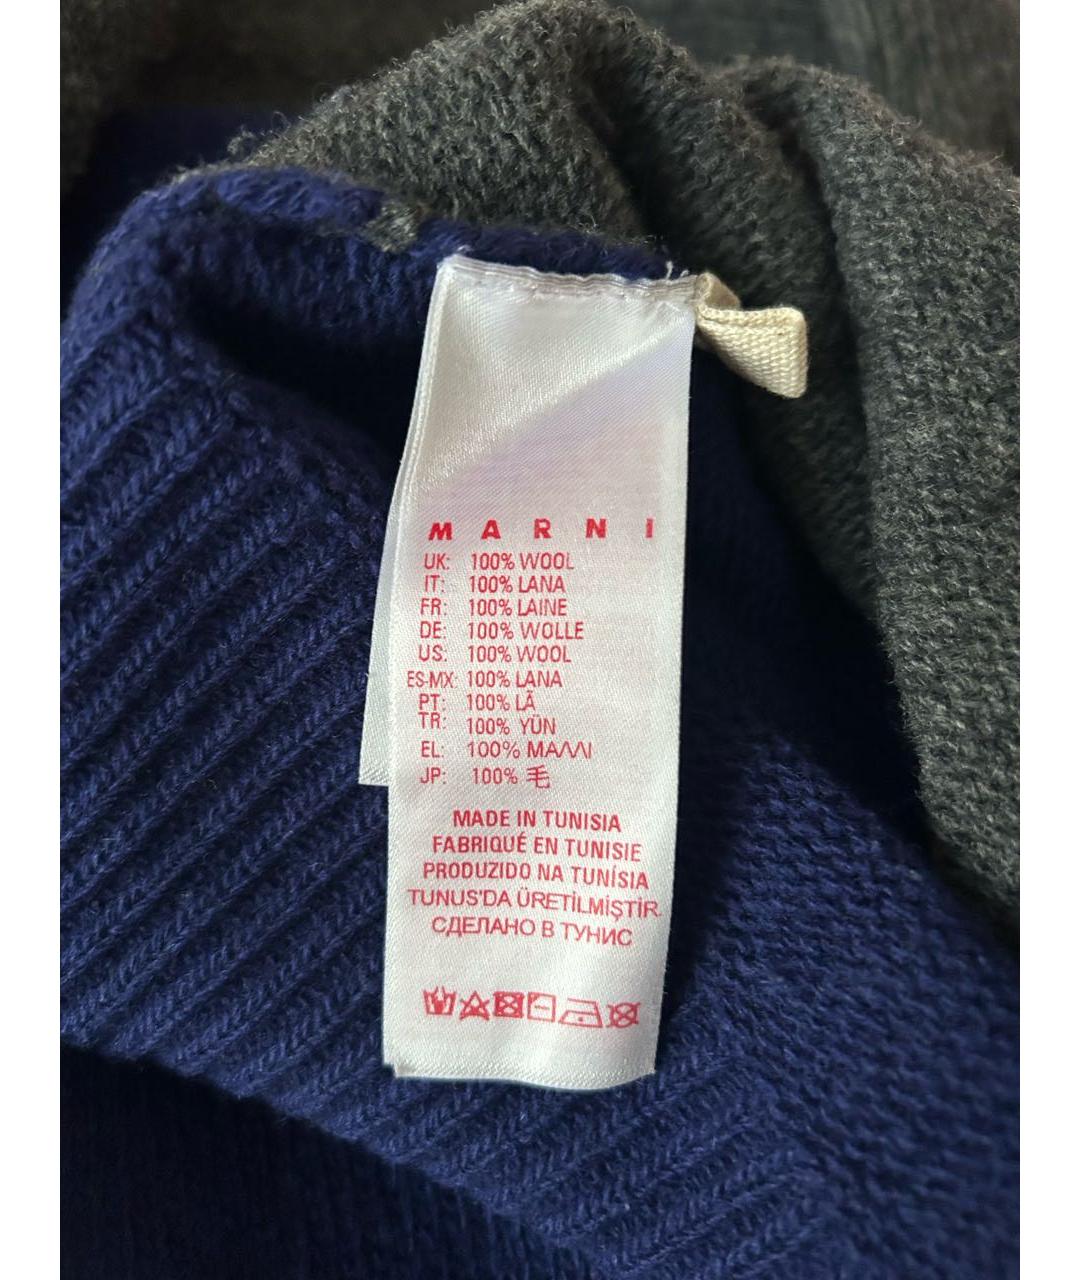 MARNI
UK: 100% WOOL
IT: 100% LANA
FR: 100% LAINE
DE: 100% WOLLE
US: 100% WOOL
ES-MX: 100% LANA
PT: 100% LÃ
TR: 100% YÜN
EL: 100% ΜΑΛΛΙ
JP: 100% 毛
MADE IN TUNISIA
FABRIQUÉ EN TUNISIE
PRODUZIDO NA TUNÍSIA
TUNUS'DA ÜRETİLMİŞTİR.
СДЕЛАНО В ТУНИС